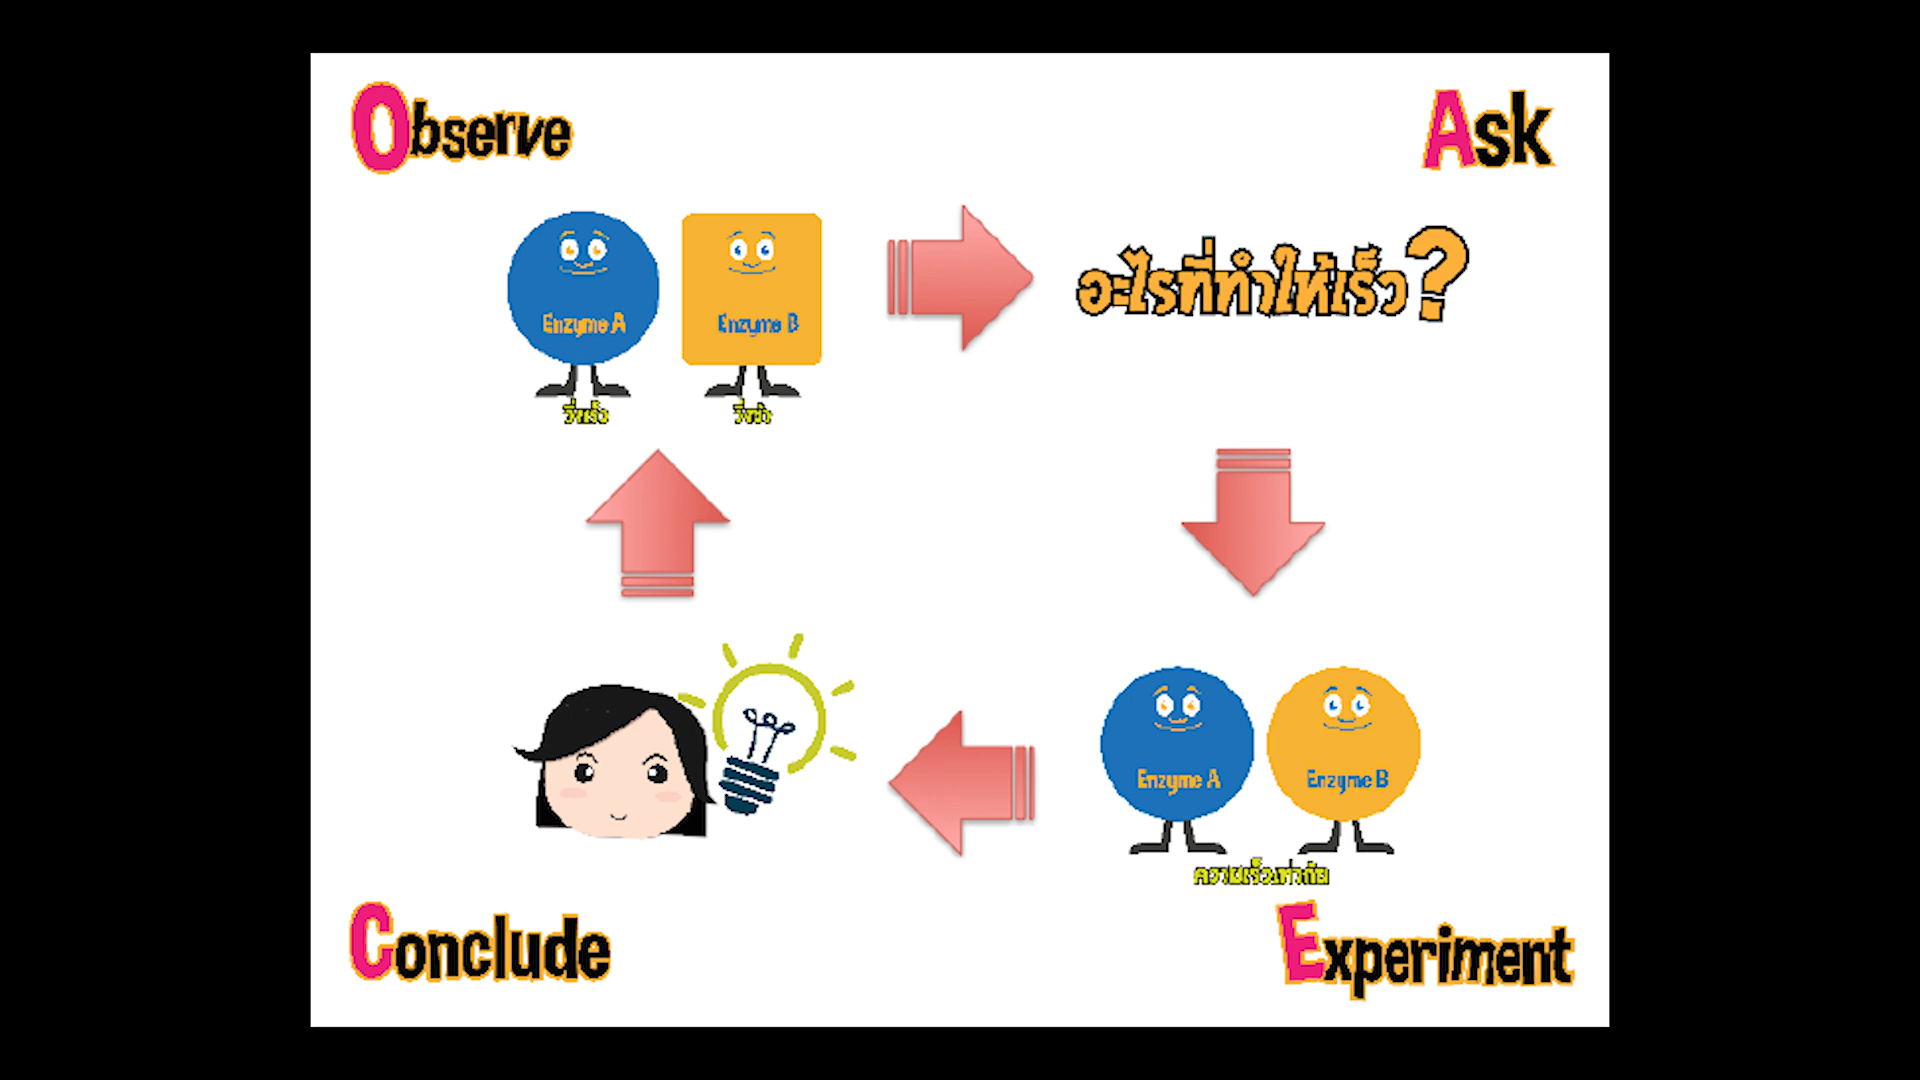 Observe
Ask
Enzyme A
Enzyme B
อะไรที่ทำให้เร็ว?
วิ่งเร็ว
วิ่งช้า
Enzyme A
Enzyme B
ความเร็วเท่ากัน
Conclude
Experiment